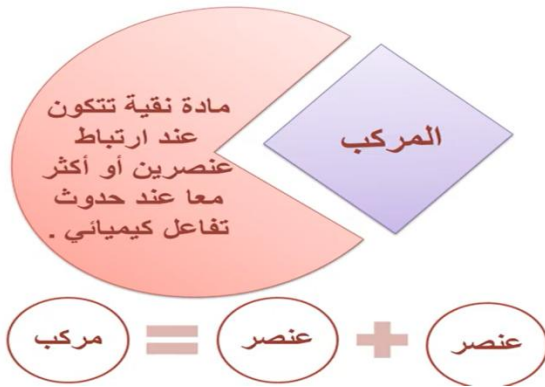 المركب
مادة نقية تتكون
عند ارتباط
عنصرين أو أكثر
معا عند حدوث
تفاعل كيميائي .
عنصر + عنصر = مركب